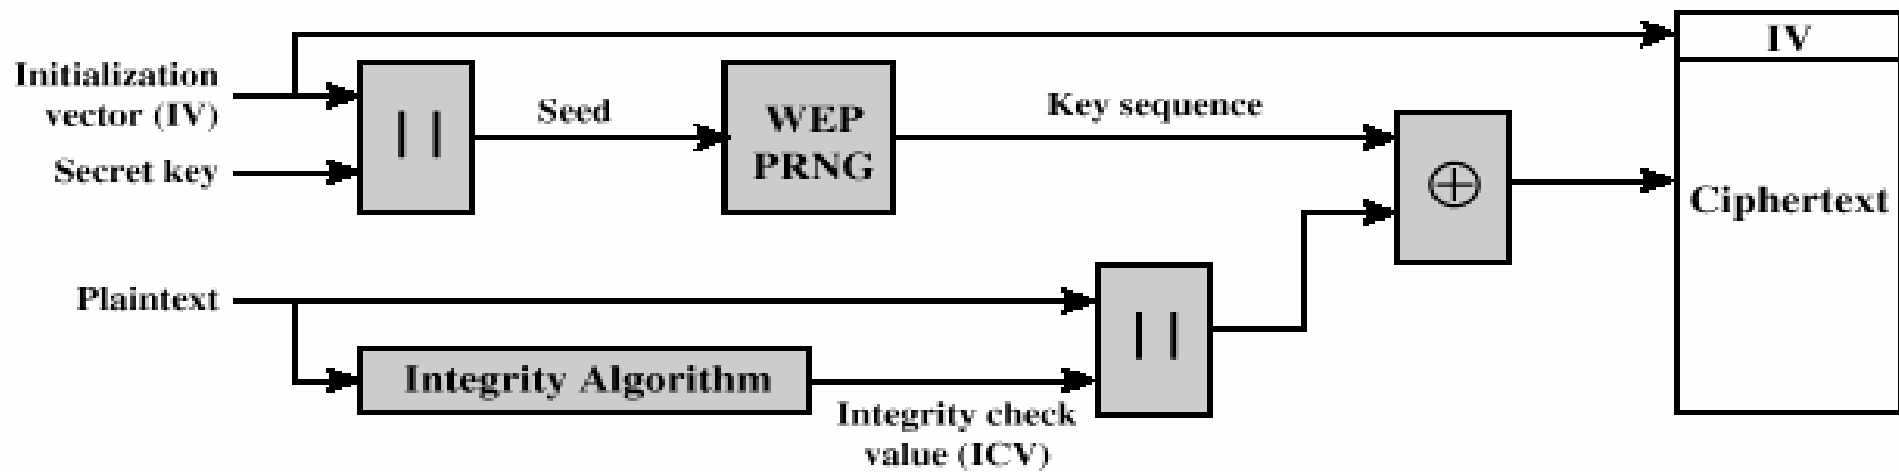 IV
Initialization
vector (IV)
Secret key
||
Seed
WEP
PRNG
Key sequence
⊕
Ciphertext
Plaintext
Integrity Algorithm
||
Integrity check
value (ICV)